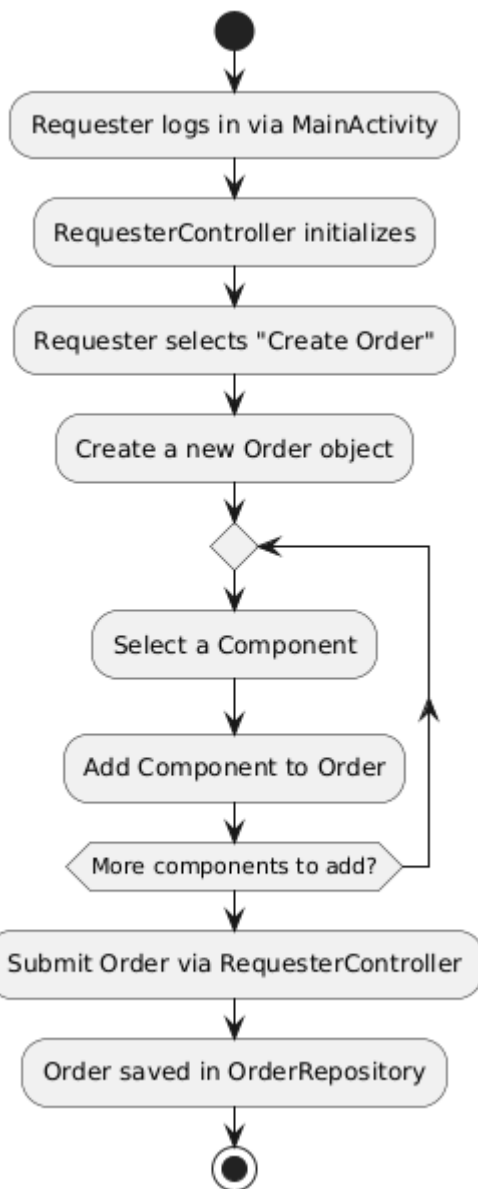 Requester logs in via MainActivity
RequesterController initializes
Requester selects "Create Order"
Create a new Order object
Select a Component
Add Component to Order
More components to add?
Submit Order via RequesterController
Order saved in OrderRepository